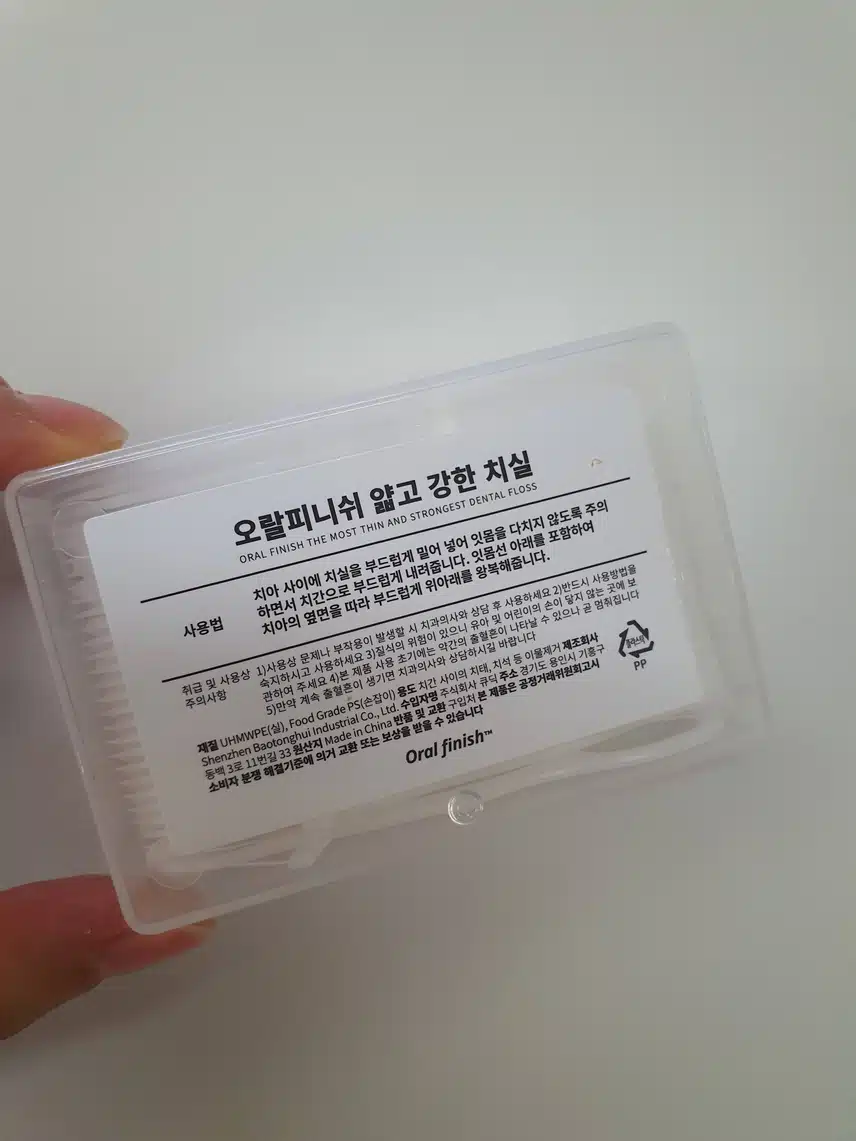 오랄피니쉬 얇고 강한 치실
ORAL FINISH THE MOST THIN AND STRONGEST DENTAL FLOSS
사용법
치아 사이에 치실을 부드럽게 밀어 넣어 잇몸을 다치지 않도록 주의
하면서 치간으로 부드럽게 내려줍니다. 잇몸선 아래를 포함하여
치아의 옆면을 따라 부드럽게 위아래를 왕복해줍니다.
취급 및 사용상
주의사항
1)사용상 문제나 부작용이 발생할 시 치과의사와 상담 후 사용하세요 2)반드시 사용방법을
숙지하시고 사용하세요 3)질식의 위험이 있으니 유아 및 어린이의 손이 닿지 않는 곳에 보
관하여 주세요 4)본 제품 사용 초기에는 약간의 출혈흔이 나타날 수 있으나 곧 멈춰집니다
5)만약 계속 출혈흔이 생기면 치과의사와 상담하시길 바랍니다
재질 UHMWPE(실), Food Grade PS(손잡이) 용도 치간 사이의 치태, 치석 등 이물제거 제조회사
Shenzhen Baotonghui Industrial Co., Ltd. 수입자명 주식회사 큐딕 주소 경기도 용인시 기흥구
동백 3로 11번길 33 원산지 Made in China 반품 및 교환 구입처 본 제품은 공정거래위원회고시
소비자 분쟁 해결기준에 의거 교환 또는 보상을 받을 수 있습니다
플라스틱
PP
Oral finish™